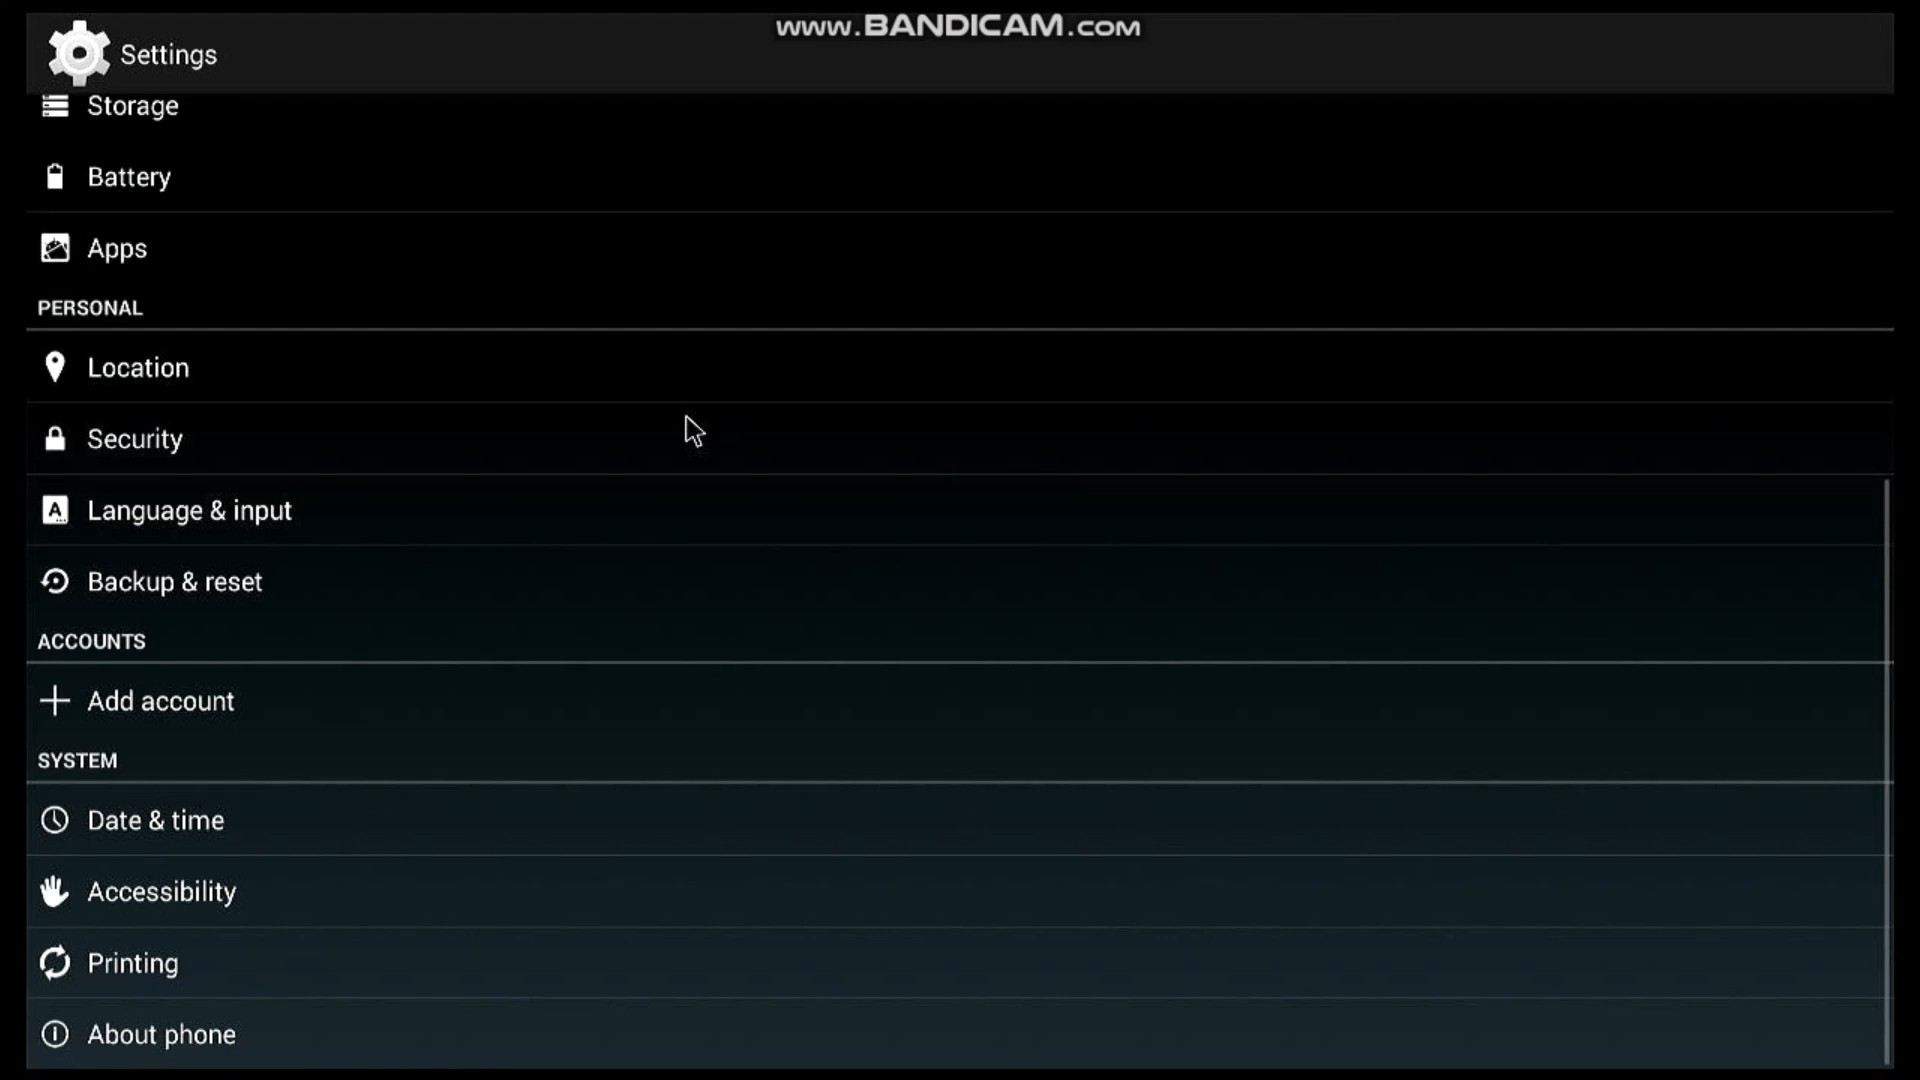 www.BANDICAM.com
Settings
Storage
Battery
Apps
PERSONAL
Location
Security
Language & input
Backup & reset
ACCOUNTS
Add account
SYSTEM
Date & time
Accessibility
Printing
About phone